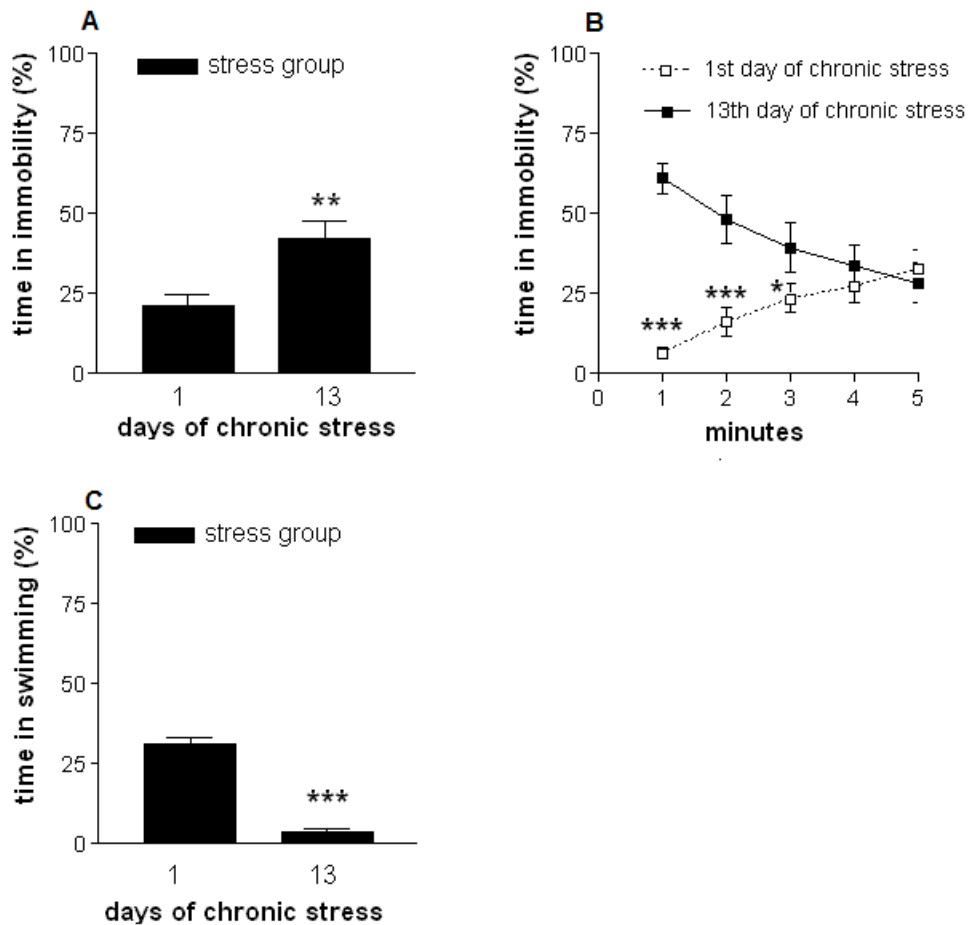 A
time in immobility (%)
100
75
50
25
0
stress group
**
1 13
days of chronic stress
B
time in immobility (%)
100
75
50
25
0
1st day of chronic stress
13th day of chronic stress
***
***
*
0 1 2 3 4 5
minutes
C
time in swimming (%)
100
75
50
25
0
stress group
***
1 13
days of chronic stress